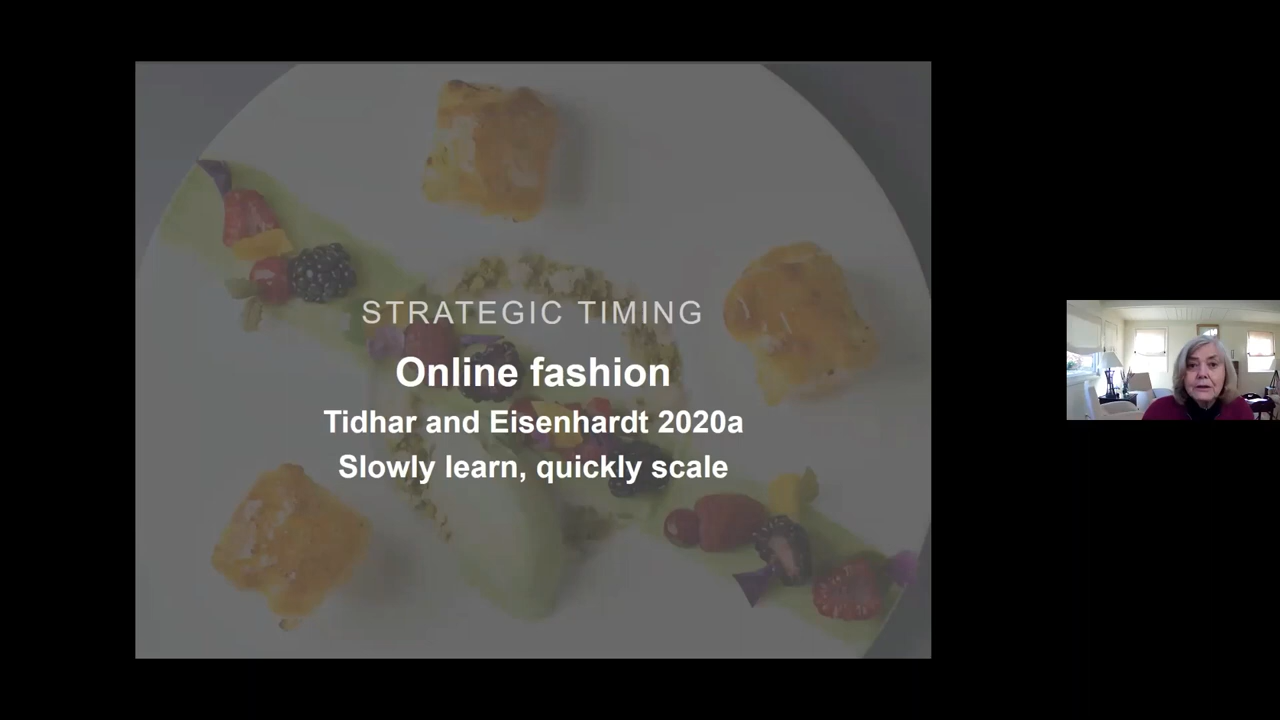 STRATEGIC TIMING
Online fashion
Tidhar and Eisenhardt 2020a
Slowly learn, quickly scale